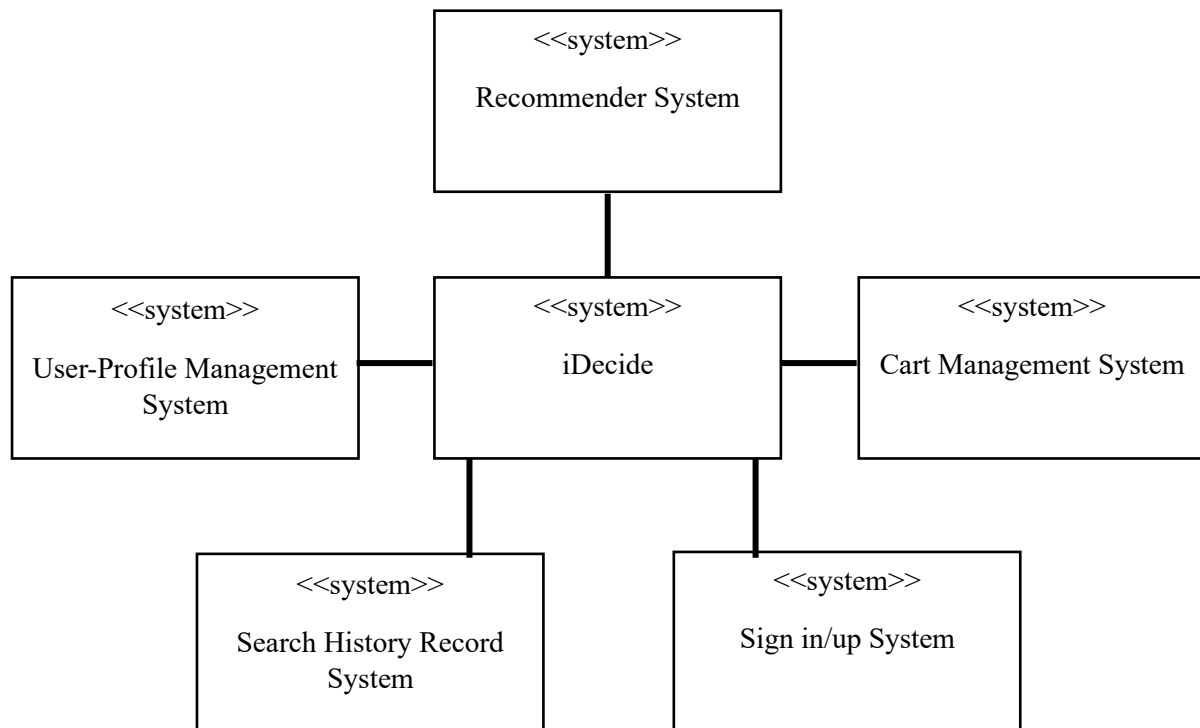 <<system>>
Recommender System
<<system>>
User-Profile Management
System
<<system>>
iDecide
<<system>>
Cart Management System
<<system>>
Search History Record
System
<<system>>
Sign in/up System